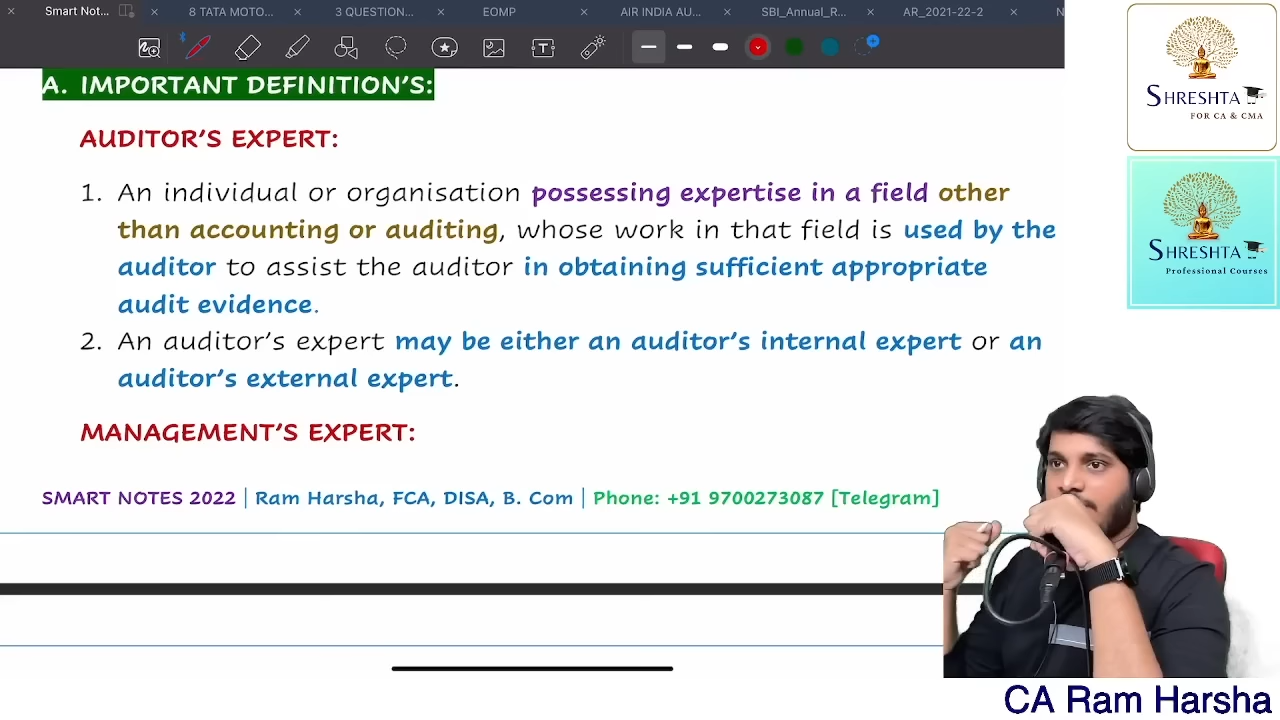 Smart Not...
8 TATA MOTO...
3 QUESTION...
EOMP
AIR INDIA AU...
SBI_Annual_R...
AR_2021-22-2
N
T
A. IMPORTANT DEFINITION'S:
AUDITOR'S EXPERT:
1. An individual or organisation possessing expertise in a field other
than accounting or auditing, whose work in that field is used by the
auditor to assist the auditor in obtaining sufficient appropriate
audit evidence.
2. An auditor's expert may be either an auditor's internal expert or an
auditor's external expert.
MANAGEMENT'S EXPERT:
SMART NOTES 2022 | Ram Harsha, FCA, DISA, B. Com | Phone: +91 9700273087 [Telegram]
SHRESHTA
FOR CA & CMA
SHRESHTA
Professional Courses
CA Ram Harsha